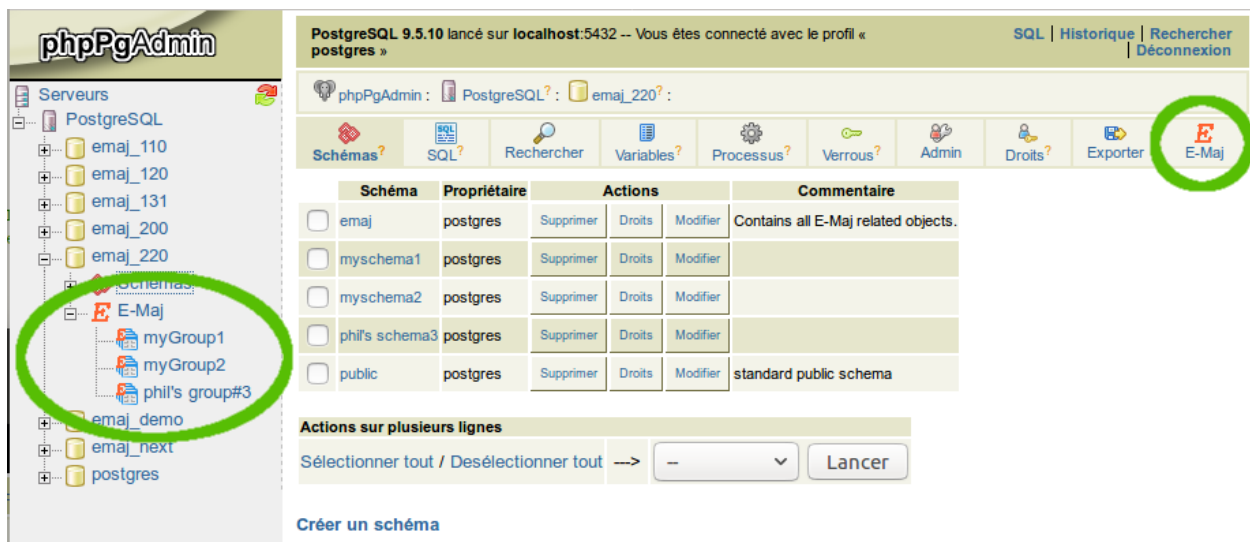 phpPgAdmin
PostgreSQL 9.5.10 lancé sur localhost:5432 -- Vous êtes connecté avec le profil «
postgres »
SQL | Historique | Rechercher
| Déconnexion
phpPgAdmin : PostgreSQL? : emaj_220? :
Schémas? SQL? Rechercher Variables? Processus? Verrous? Admin Droits? Exporter E-Maj
Serveurs
PostgreSQL
emaj_110
emaj_120
emaj_131
emaj_200
emaj_220
Schémas
E-Maj
myGroup1
myGroup2
phil's group#3
emaj_demo
emaj_next
postgres
Schéma Propriétaire Actions Commentaire
emaj postgres Supprimer Droits Modifier Contains all E-Maj related objects.
myschema1 postgres Supprimer Droits Modifier
myschema2 postgres Supprimer Droits Modifier
phil's schema3 postgres Supprimer Droits Modifier
public postgres Supprimer Droits Modifier standard public schema
Actions sur plusieurs lignes
Sélectionner tout / Desélectionner tout ---> -- Lancer
Créer un schéma